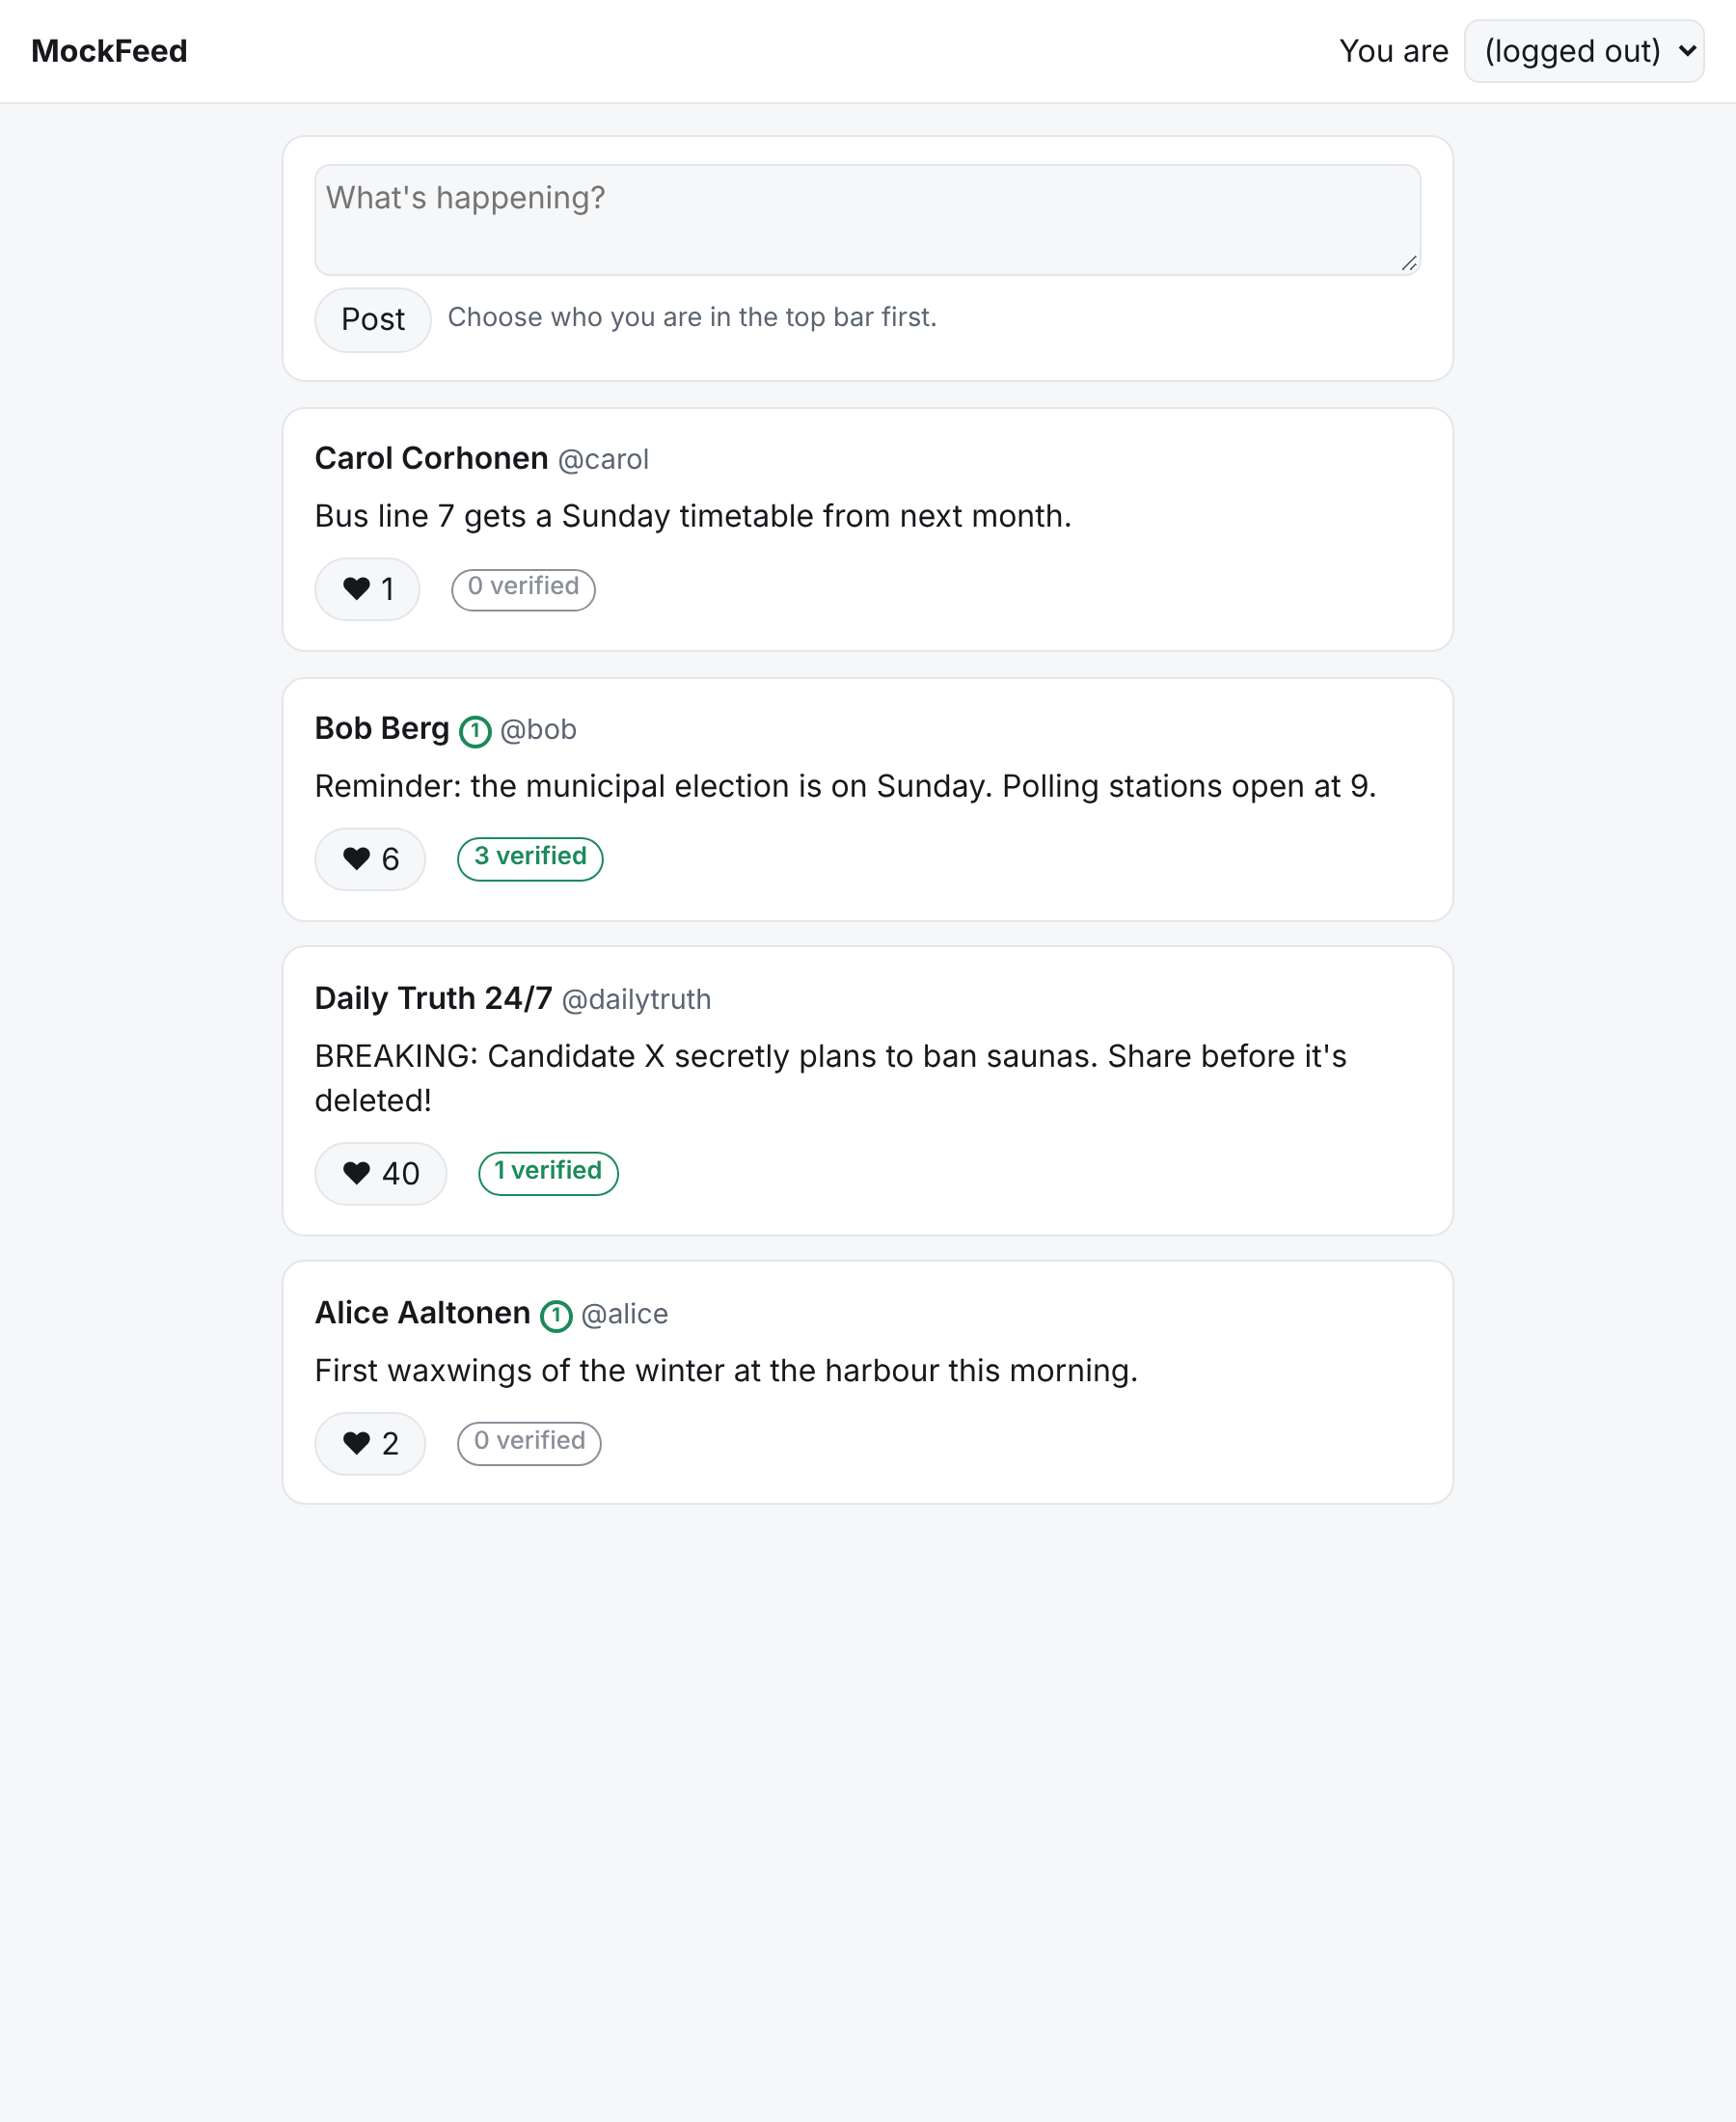 MockFeed
You are (logged out)
What's happening?
Post Choose who you are in the top bar first.
Carol Corhonen @carol
Bus line 7 gets a Sunday timetable from next month.
♥ 1 0 verified
Bob Berg 1 @bob
Reminder: the municipal election is on Sunday. Polling stations open at 9.
♥ 6 3 verified
Daily Truth 24/7 @dailytruth
BREAKING: Candidate X secretly plans to ban saunas. Share before it's
deleted!
♥ 40 1 verified
Alice Aaltonen 1 @alice
First waxwings of the winter at the harbour this morning.
♥ 2 0 verified